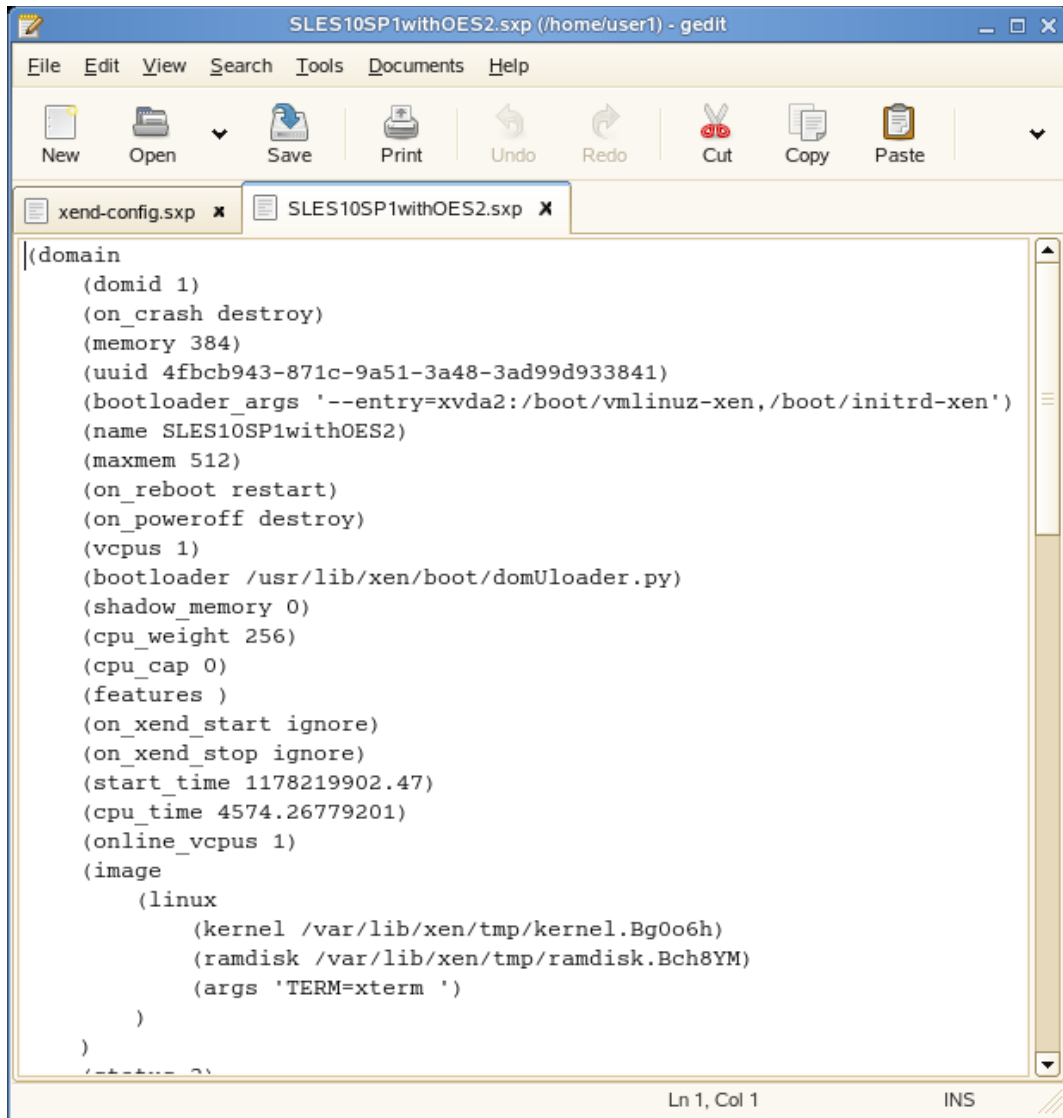 SLES10SP1withOES2.sxp (/home/user1) - gedit
File Edit View Search Tools Documents Help
New Open Save Print Undo Redo Cut Copy Paste
xend-config.sxp SLES10SP1withOES2.sxp
(domain
    (domid 1)
    (on_crash destroy)
    (memory 384)
    (uuid 4fbcb943-871c-9a51-3a48-3ad99d933841)
    (bootloader_args '--entry=xvda2:/boot/vmlinuz-xen,/boot/initrd-xen')
    (name SLES10SP1withOES2)
    (maxmem 512)
    (on_reboot restart)
    (on_poweroff destroy)
    (vcpus 1)
    (bootloader /usr/lib/xen/boot/domUloader.py)
    (shadow_memory 0)
    (cpu_weight 256)
    (cpu_cap 0)
    (features )
    (on_xend_start ignore)
    (on_xend_stop ignore)
    (start_time 1178219902.47)
    (cpu_time 4574.26779201)
    (online_vcpus 1)
    (image
        (linux
            (kernel /var/lib/xen/tmp/kernel.Bg0o6h)
            (ramdisk /var/lib/xen/tmp/ramdisk.Bch8YM)
            (args 'TERM=xterm ')
        )
    )
Ln 1, Col 1 INS